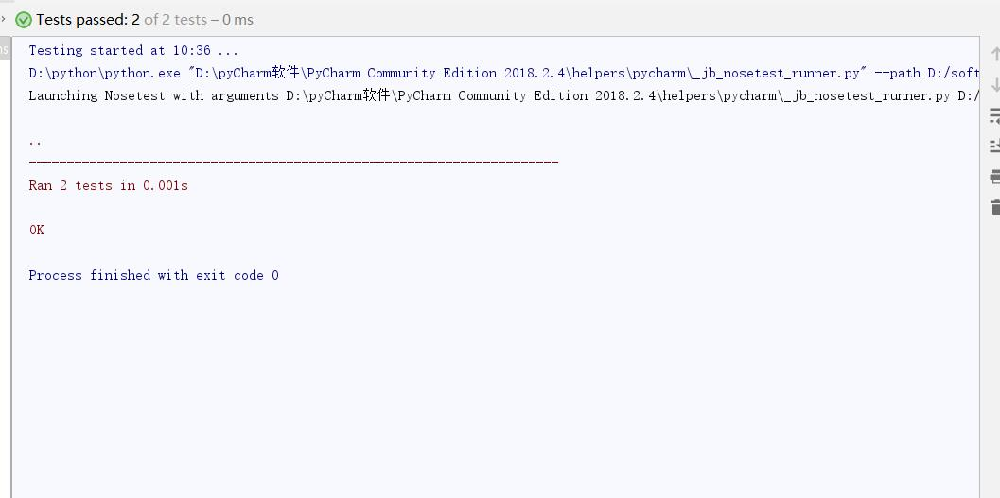 Tests passed: 2 of 2 tests – 0 ms
Testing started at 10:36 ...
D:\python\python.exe "D:\pyCharm软件\PyCharm Community Edition 2018.2.4\helpers\pycharm\_jb_nosetest_runner.py" --path D:/soft
Launching Nosetest with arguments D:\pyCharm软件\PyCharm Community Edition 2018.2.4\helpers\pycharm\_jb_nosetest_runner.py D:/
..
----------------------------------------------------------------------
Ran 2 tests in 0.001s
OK
Process finished with exit code 0